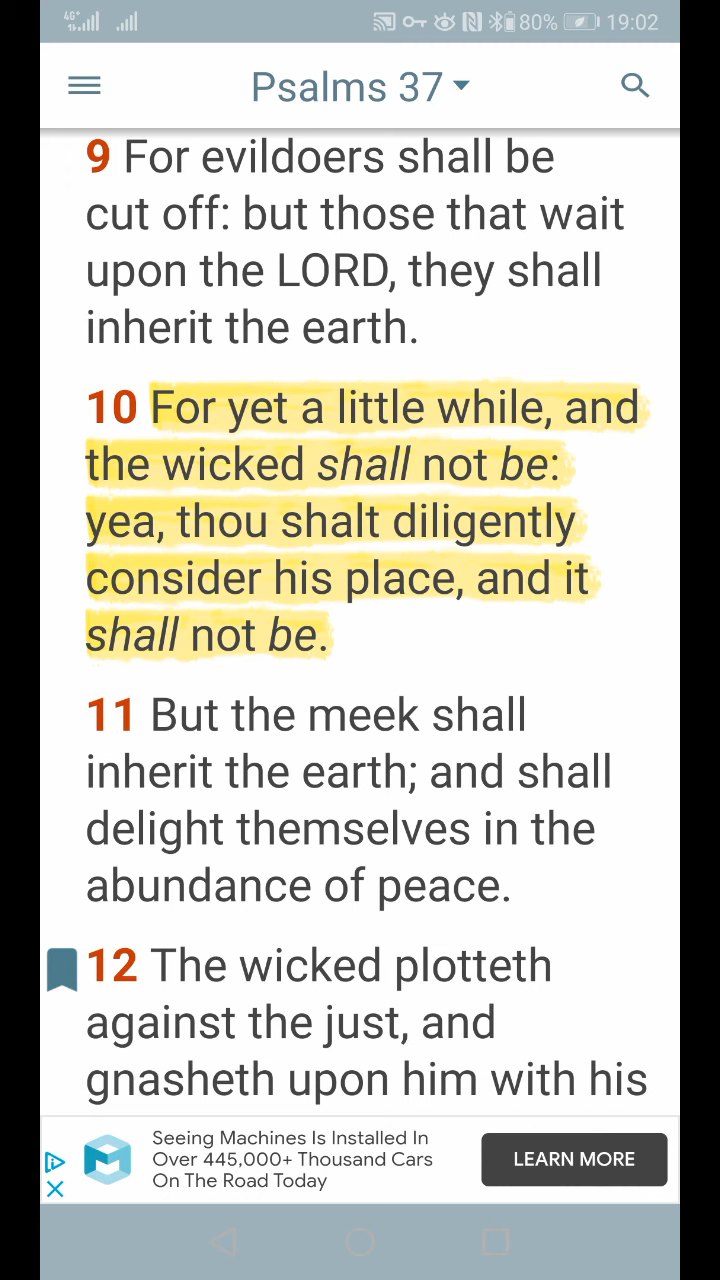 4G+ 80% 19:02
Psalms 37
9 For evildoers shall be
cut off: but those that wait
upon the LORD, they shall
inherit the earth.
10 For yet a little while, and
the wicked shall not be:
yea, thou shalt diligently
consider his place, and it
shall not be.
11 But the meek shall
inherit the earth; and shall
delight themselves in the
abundance of peace.
12 The wicked plotteth
against the just, and
gnasheth upon him with his
Seeing Machines Is Installed In
Over 445,000+ Thousand Cars
On The Road Today
LEARN MORE